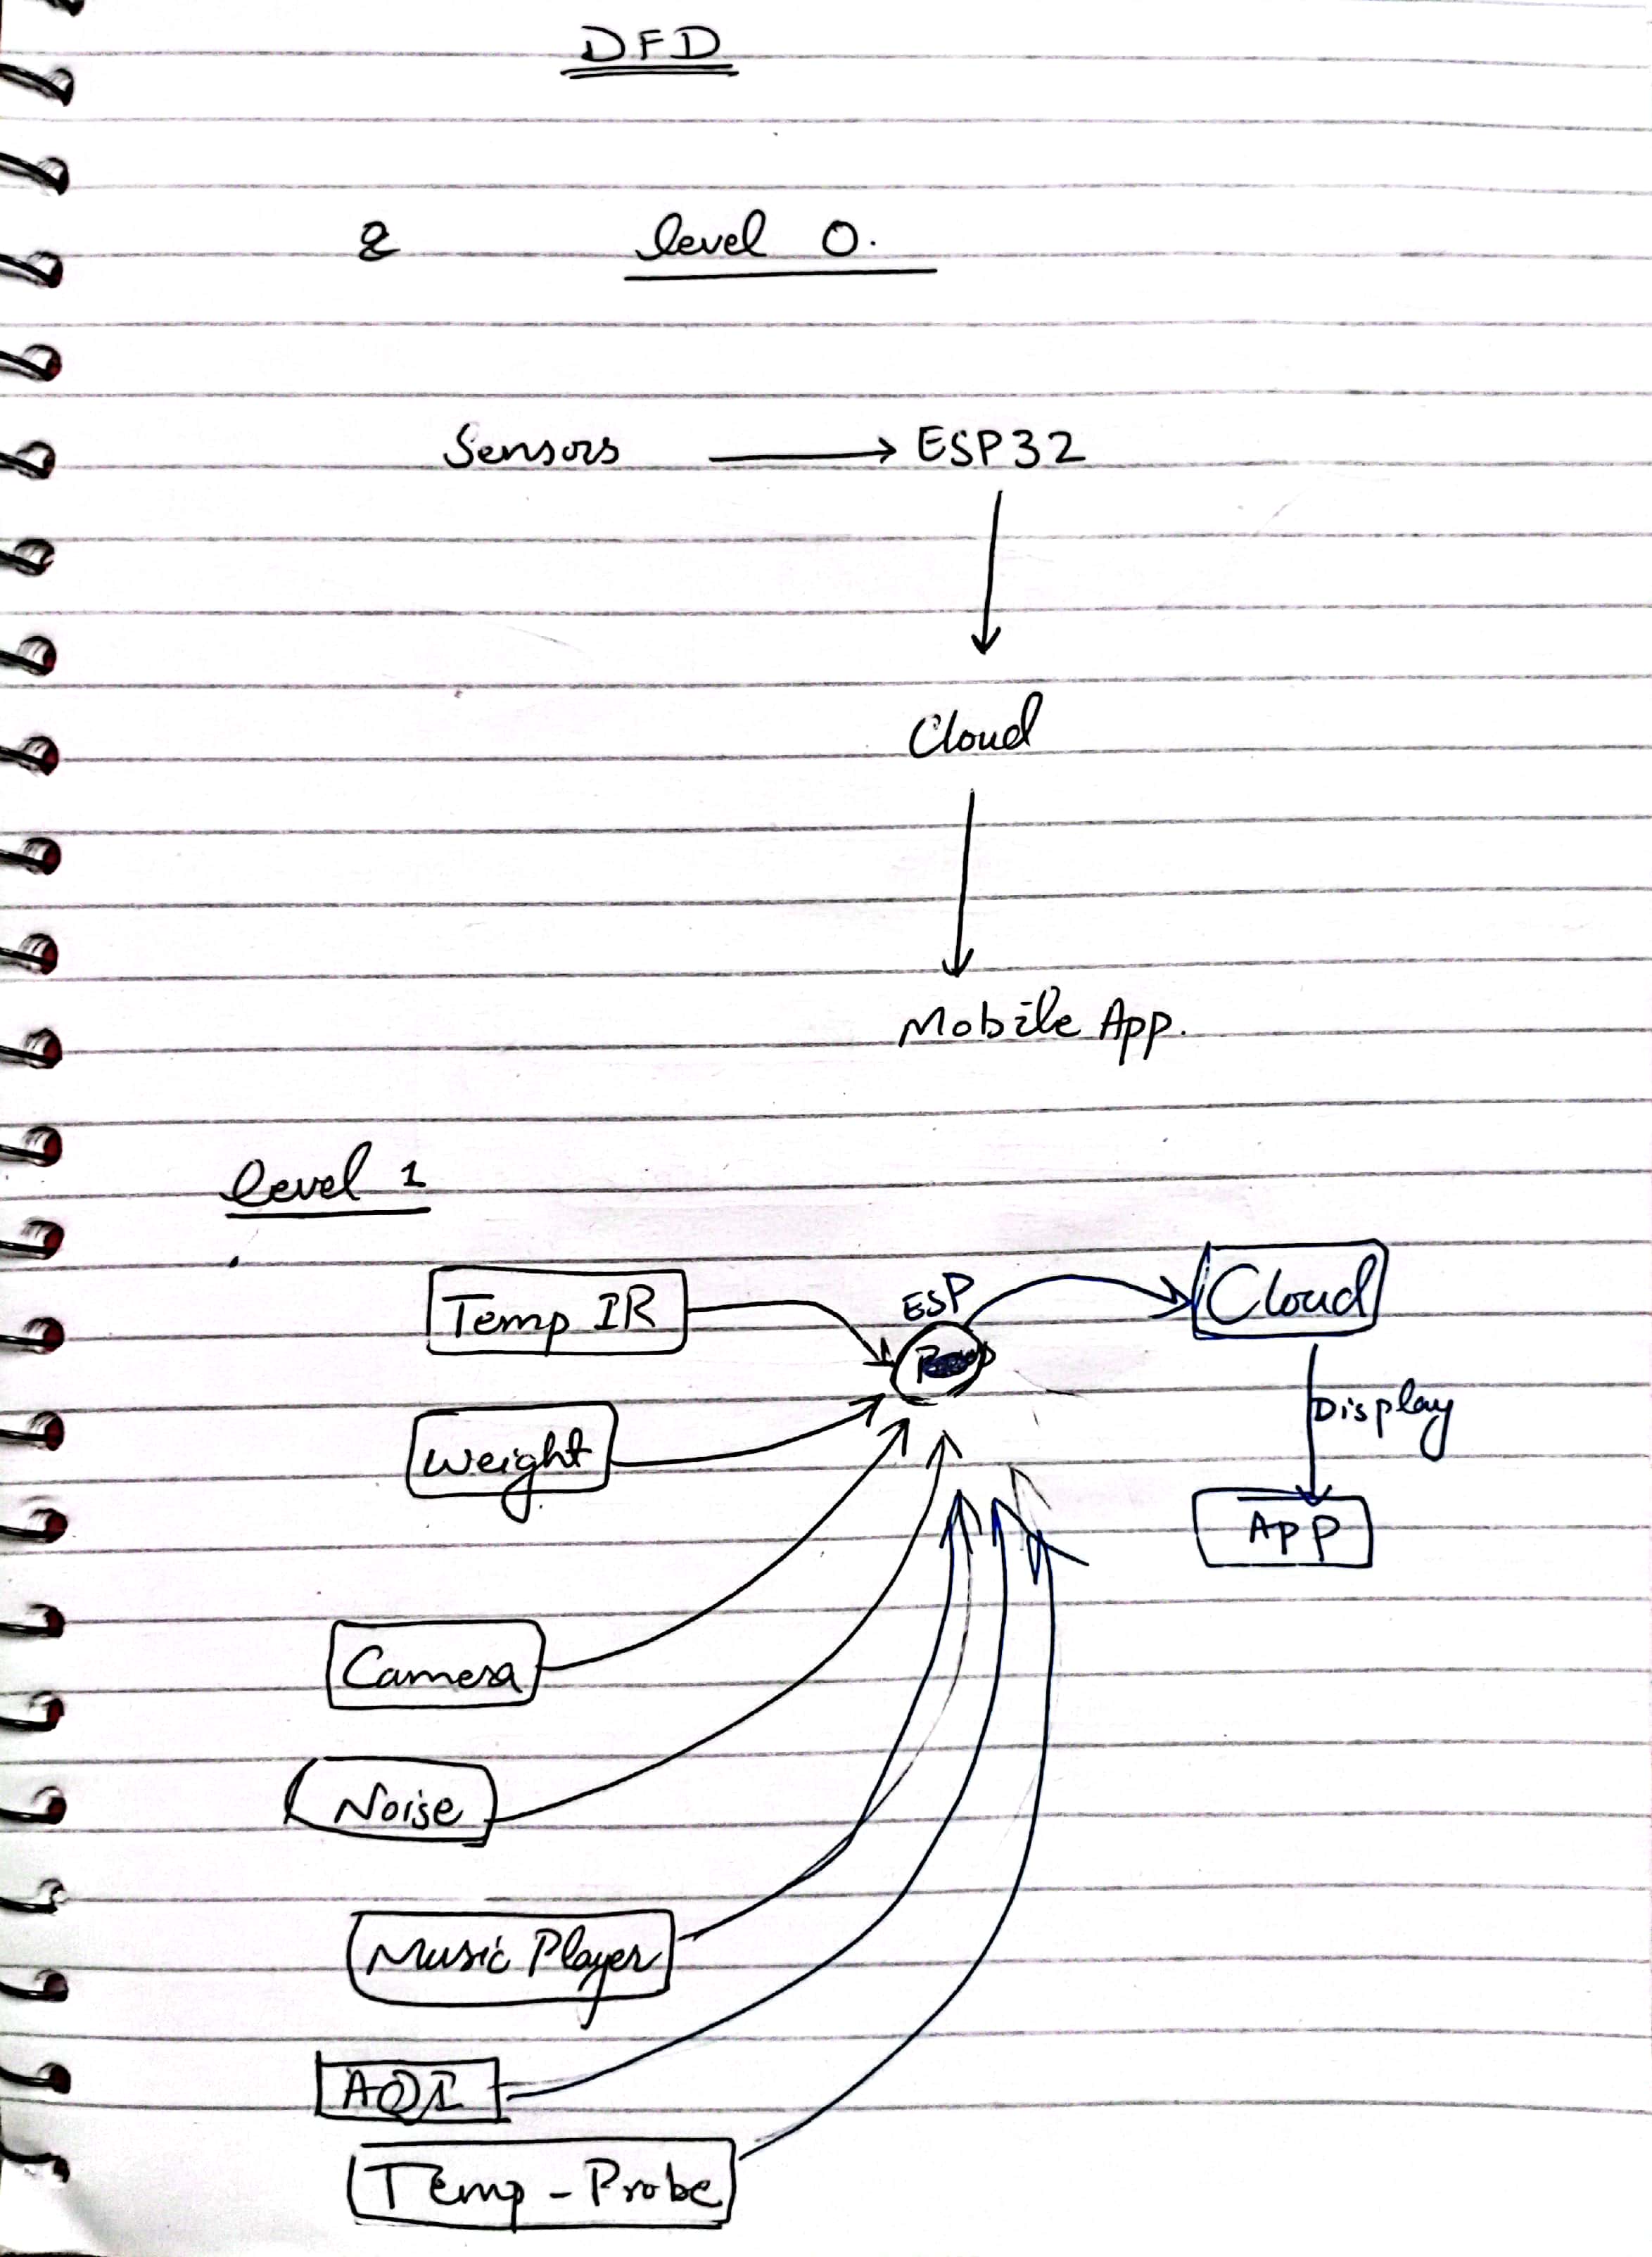 DFD
level 0.
Sensors ESP32
Cloud
Mobile App.
level 1
Temp IR
ESP
Cloud
Weight
Display
App
Camera
Noise
Music Player
AQI
Temp - Probe